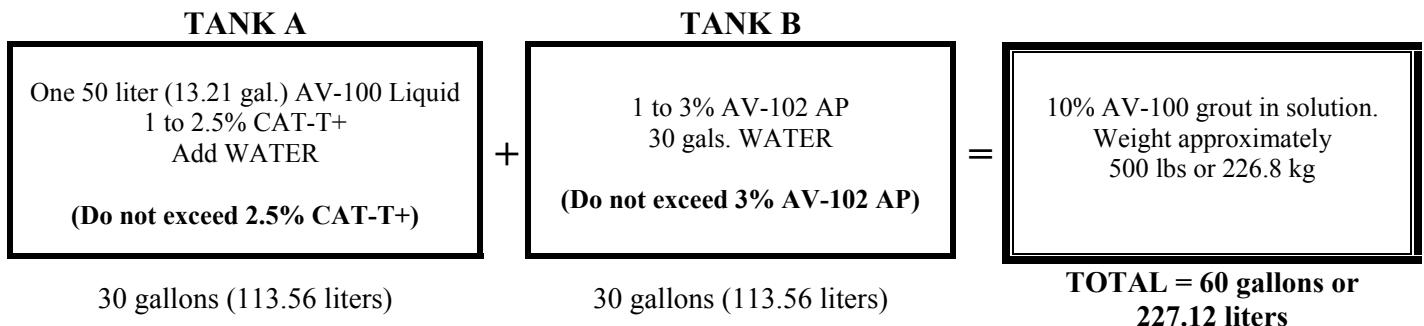 TANK A
One 50 liter (13.21 gal.) AV-100 Liquid
1 to 2.5% CAT-T+
Add WATER
(Do not exceed 2.5% CAT-T+)
30 gallons (113.56 liters)
+
TANK B
1 to 3% AV-102 AP
30 gals. WATER
(Do not exceed 3% AV-102 AP)
30 gallons (113.56 liters)
=
10% AV-100 grout in solution.
Weight approximately
500 lbs or 226.8 kg
TOTAL = 60 gallons or
227.12 liters